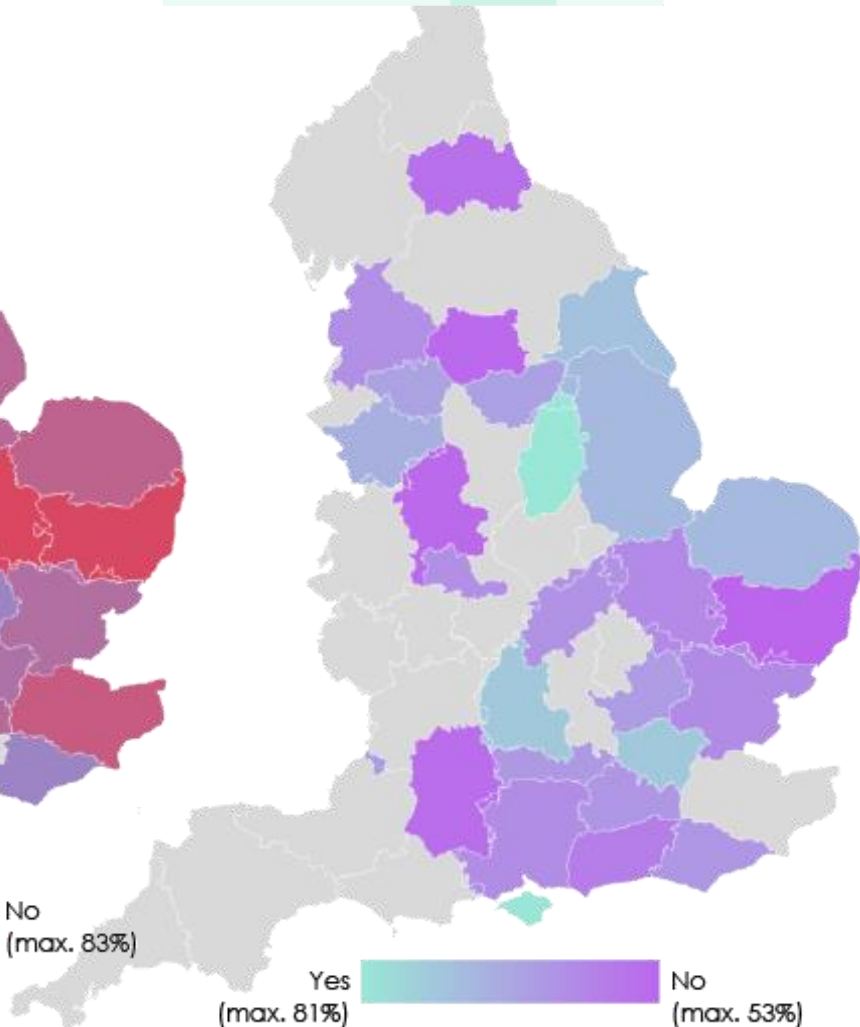 No
(max. 83%)
Yes
(max. 81%)
No
(max. 53%)